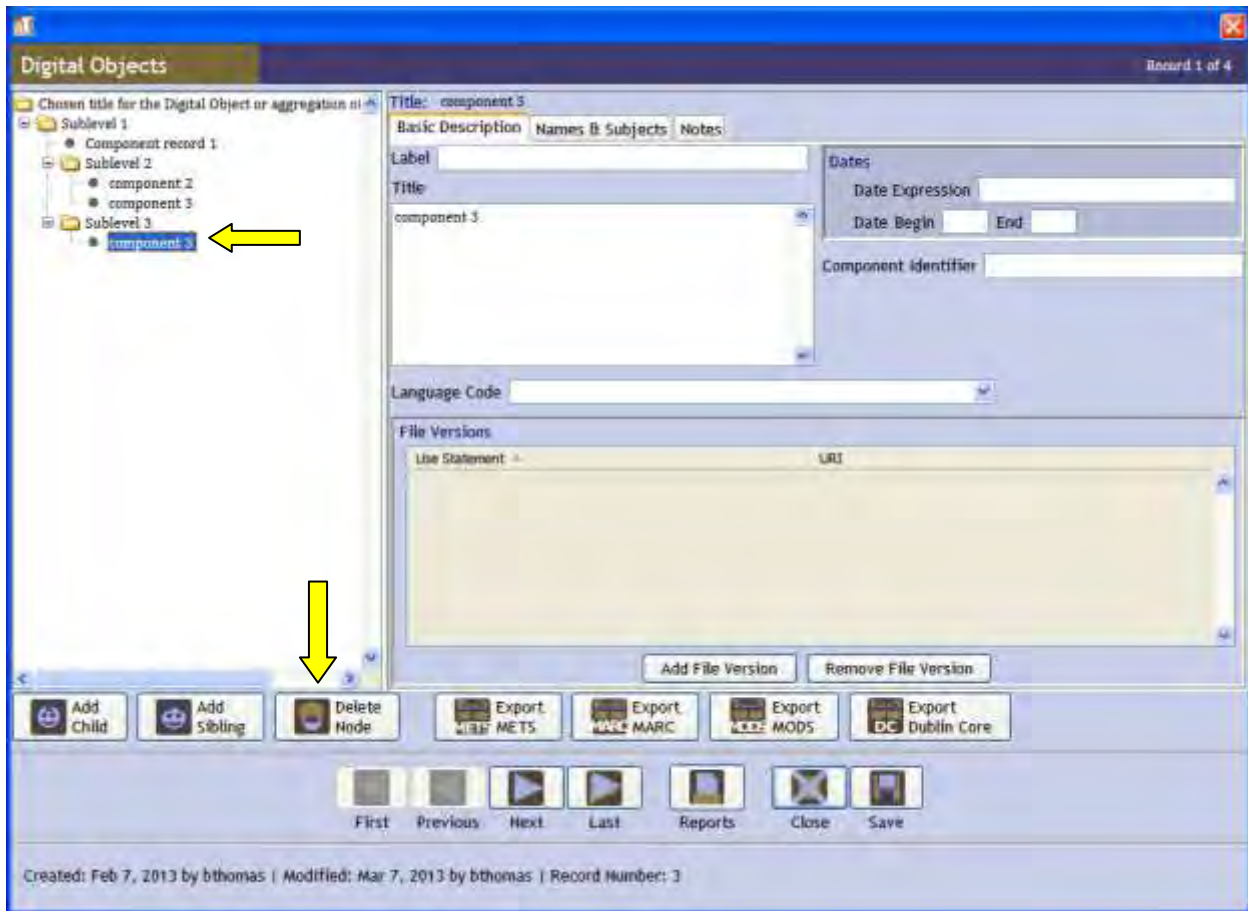 Digital Objects
Record 1 of 4
Chosen title for the Digital Object or aggregation
Sublevel 1
Component record 1
Sublevel 2
component 2
component 3
Sublevel 3
component 3
Title: component 3
Basic Description Names & Subjects Notes
Label
Title
component 3
Dates
Date Expression
Date Begin End
Component Identifier
Language Code
File Versions
Use Statement URI
Add File Version Remove File Version
Add Child
Add Sibling
Delete Node
Export METS
Export MARC
Export MODS
DC Export Dublin Core
First Previous Next Last Reports Close Save
Created: Feb 7, 2013 by bthomas | Modified: Mar 7, 2013 by bthomas | Record Number: 3